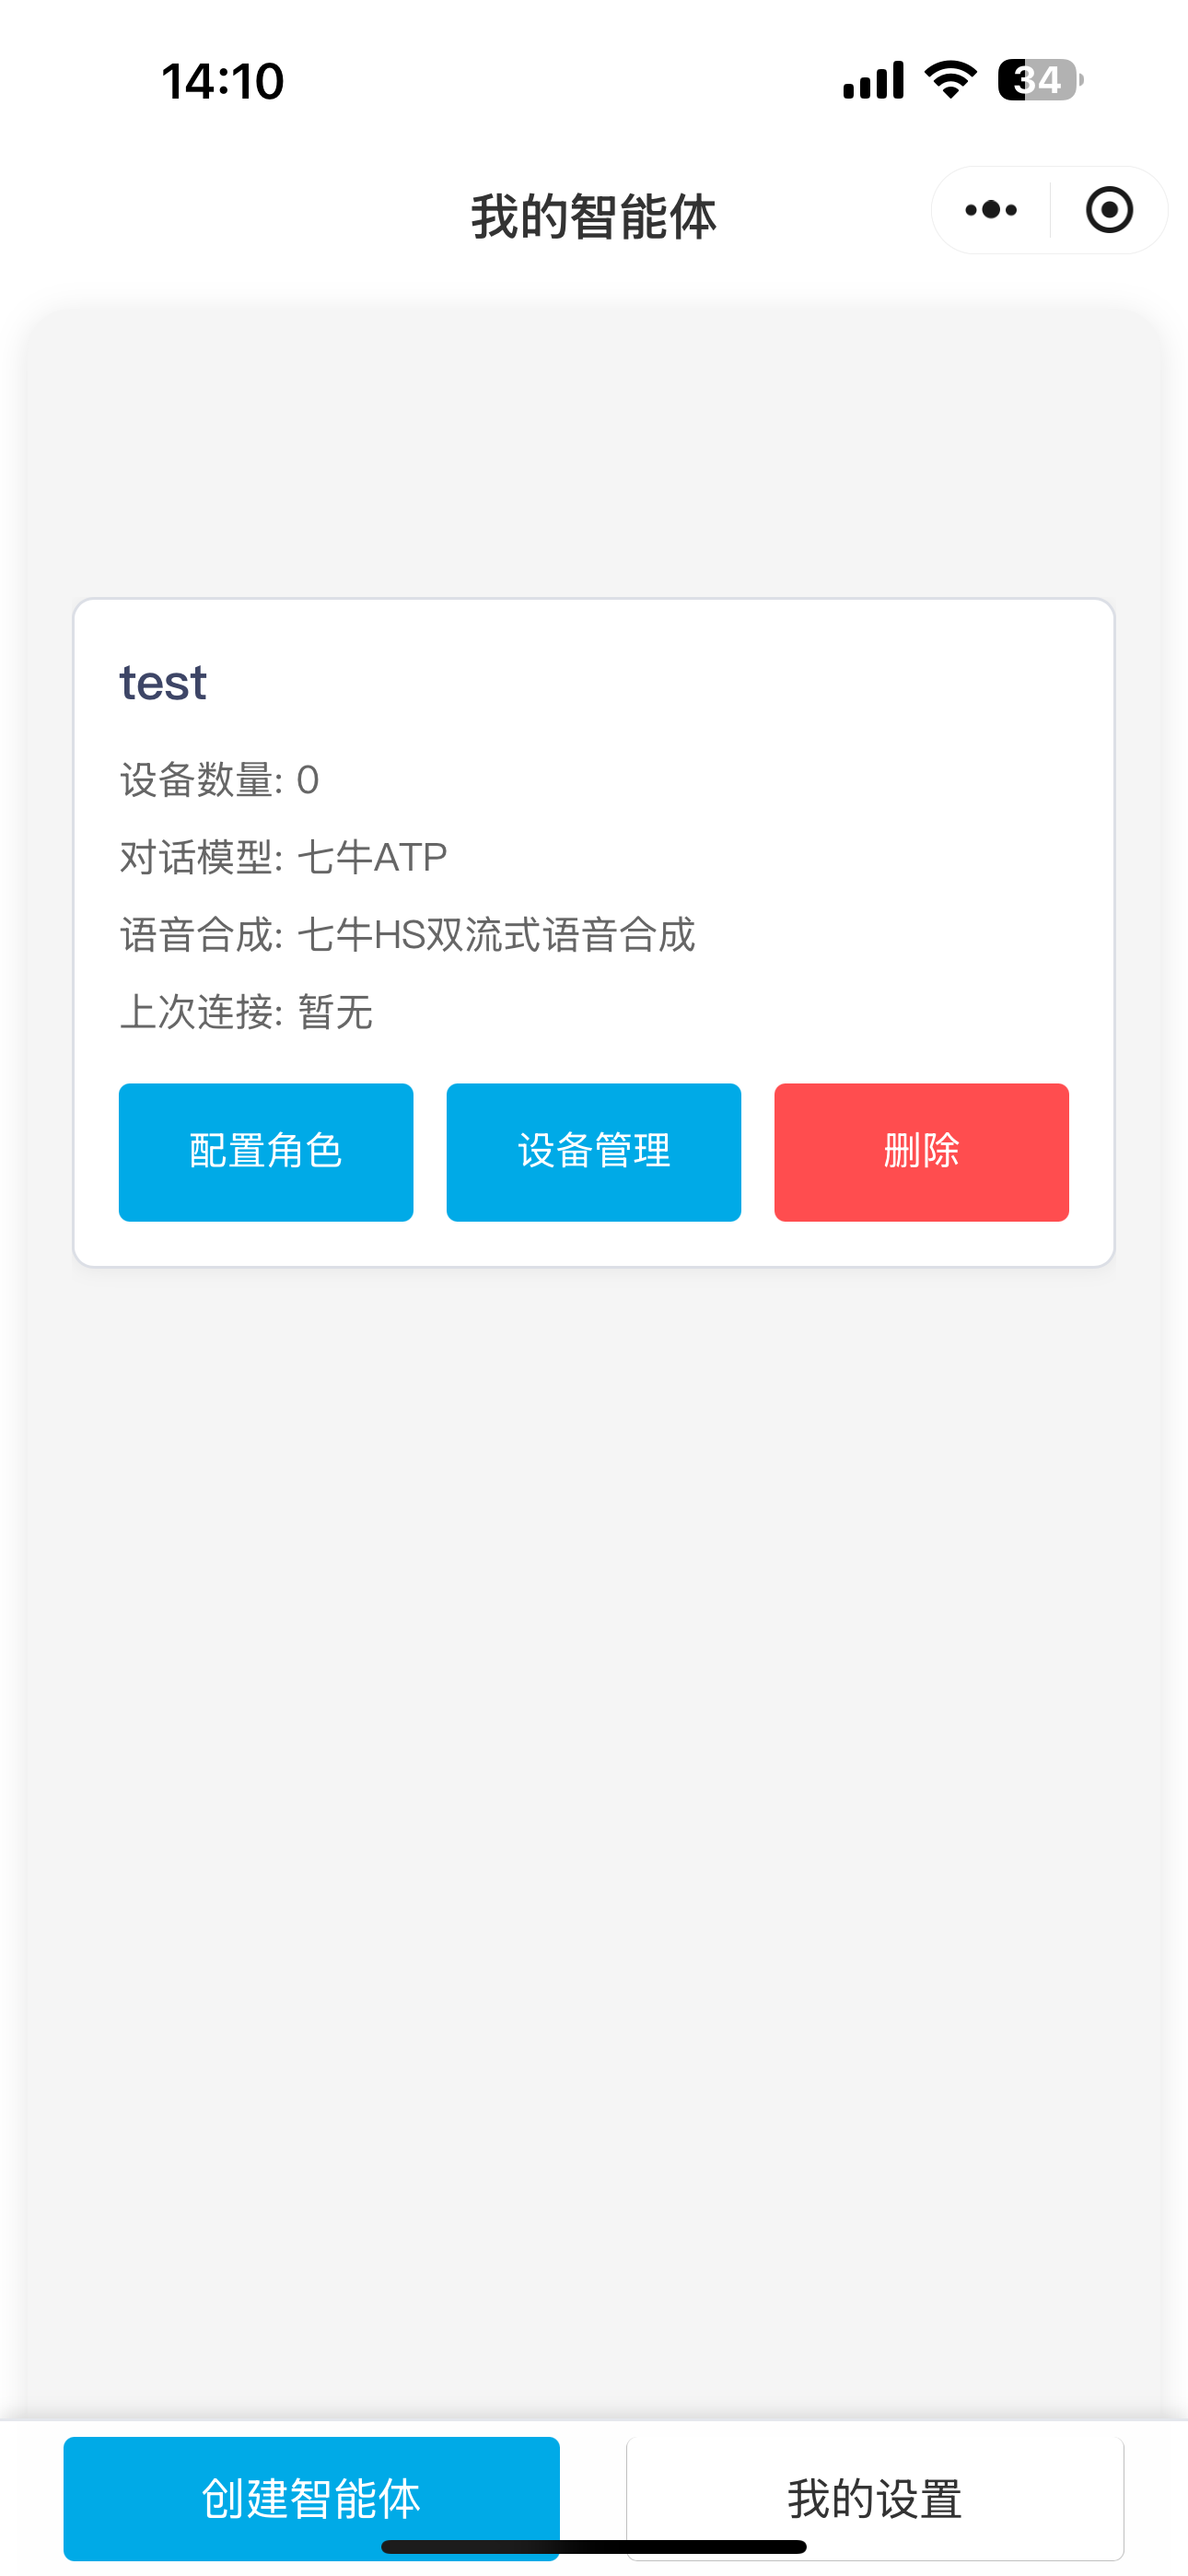 14:10
34
我的智能体
test
设备数量: 0
对话模型: 七牛ATP
语音合成: 七牛HS双流式语音合成
上次连接: 暂无
配置角色 设备管理 删除
创建智能体 我的设置